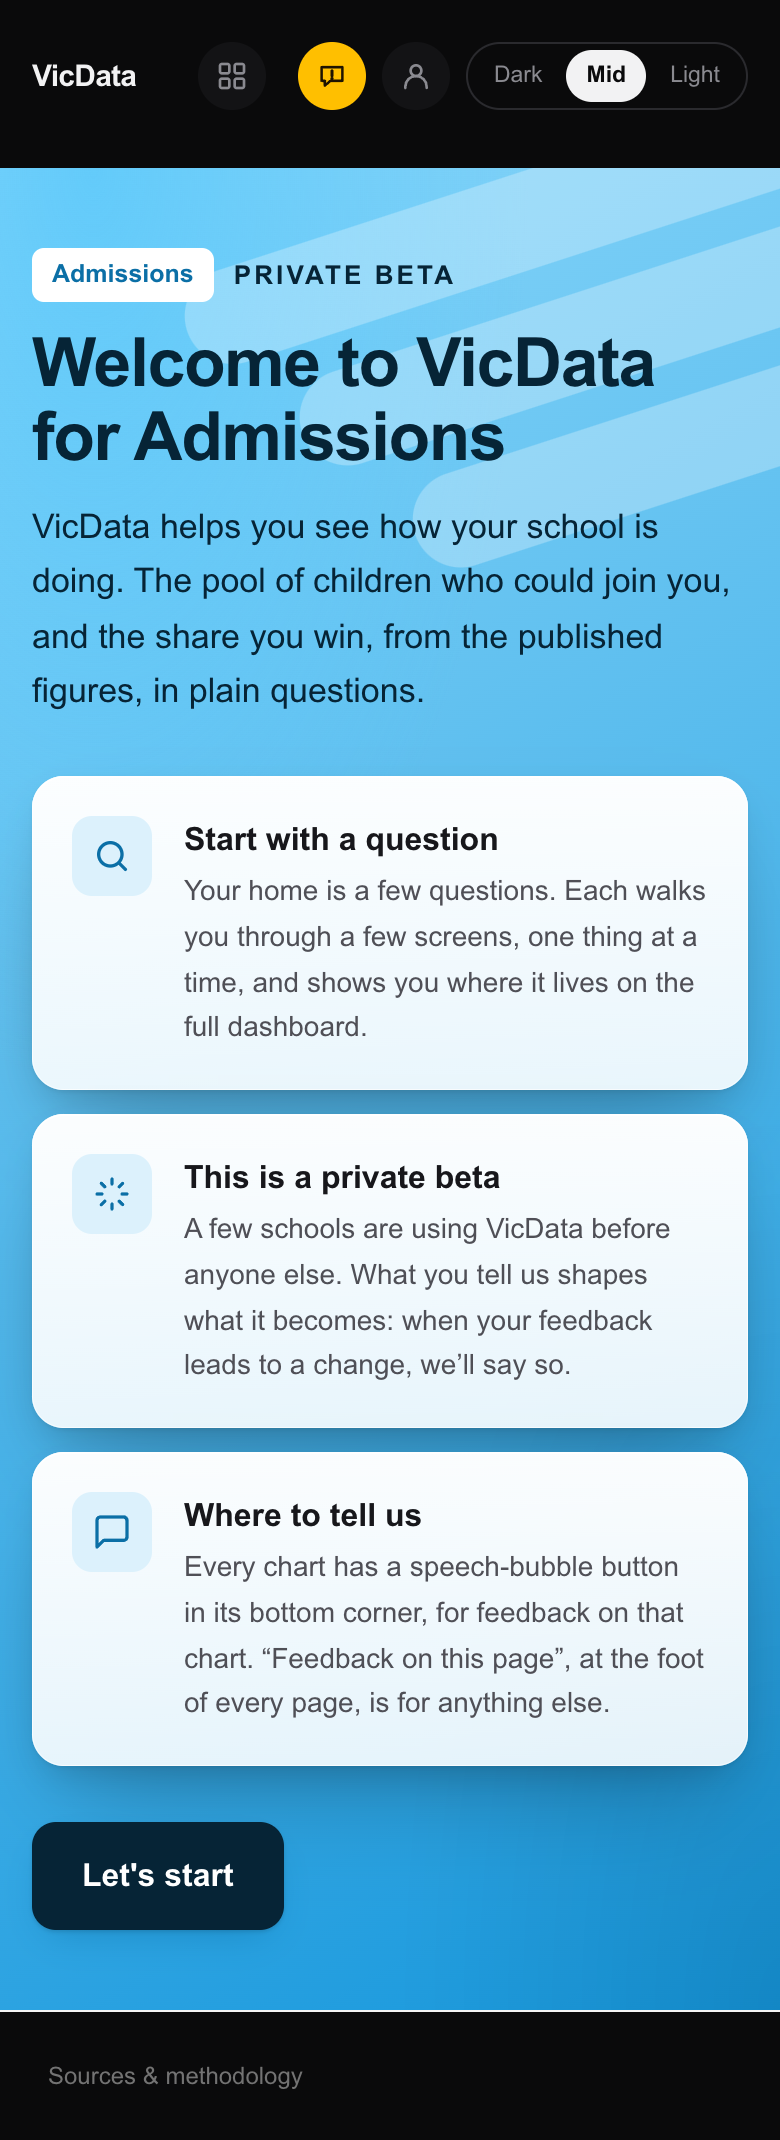 VicData
Dark
Mid
Light
Admissions
PRIVATE BETA
Welcome to VicData
for Admissions
VicData helps you see how your school is
doing. The pool of children who could join you,
and the share you win, from the published
figures, in plain questions.
Start with a question
Your home is a few questions. Each walks
you through a few screens, one thing at a
time, and shows you where it lives on the
full dashboard.
This is a private beta
A few schools are using VicData before
anyone else. What you tell us shapes
what it becomes: when your feedback
leads to a change, we’ll say so.
Where to tell us
Every chart has a speech-bubble button
in its bottom corner, for feedback on that
chart. “Feedback on this page”, at the foot
of every page, is for anything else.
Let's start
Sources & methodology